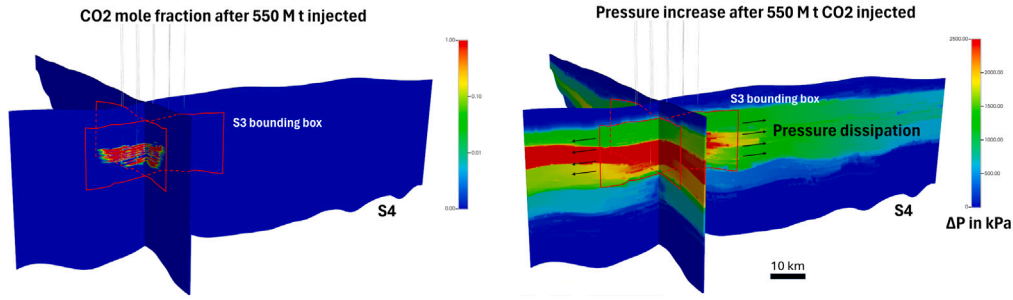 CO2 mole fraction after 550 M t injected
1.00
0.10
0.01
0.00
S3 bounding box
S4
Pressure increase after 550 M t CO2 injected
2500.00
2000.00
1500.00
1000.00
500.00
0
S3 bounding box
Pressure dissipation
S4
ΔP in kPa
10 km